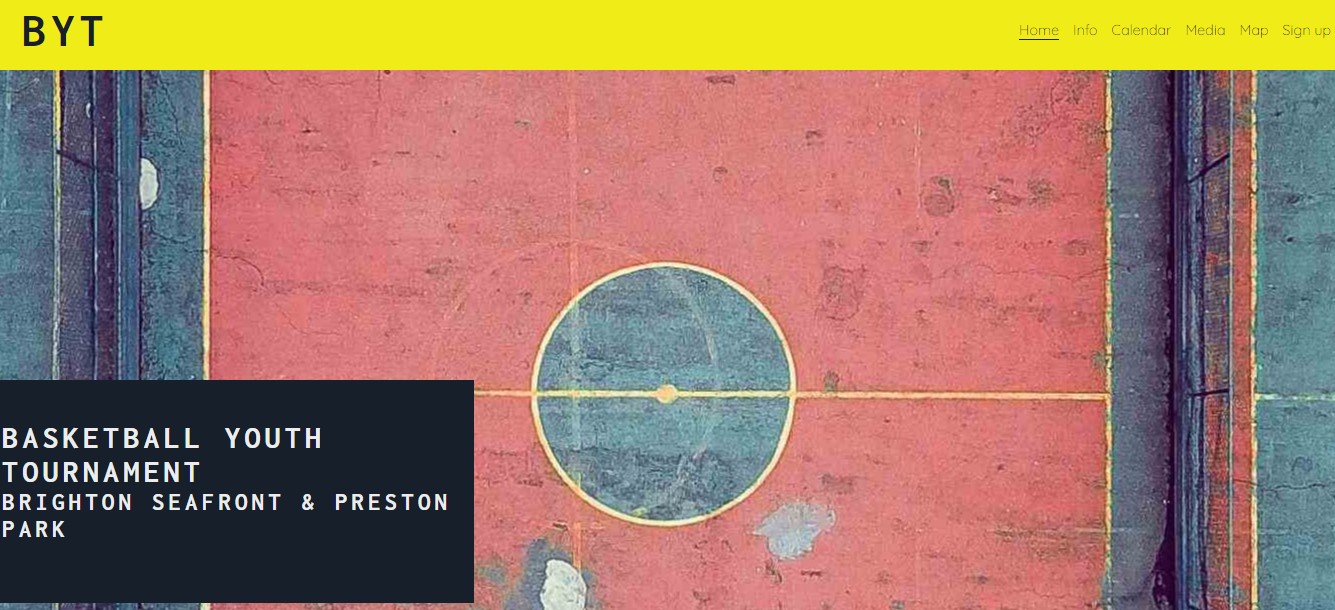 BYT
Home Info Calendar Media Map Sign up
BASKETBALL YOUTH
TOURNAMENT
BRIGHTON SEAFRONT & PRESTON
PARK